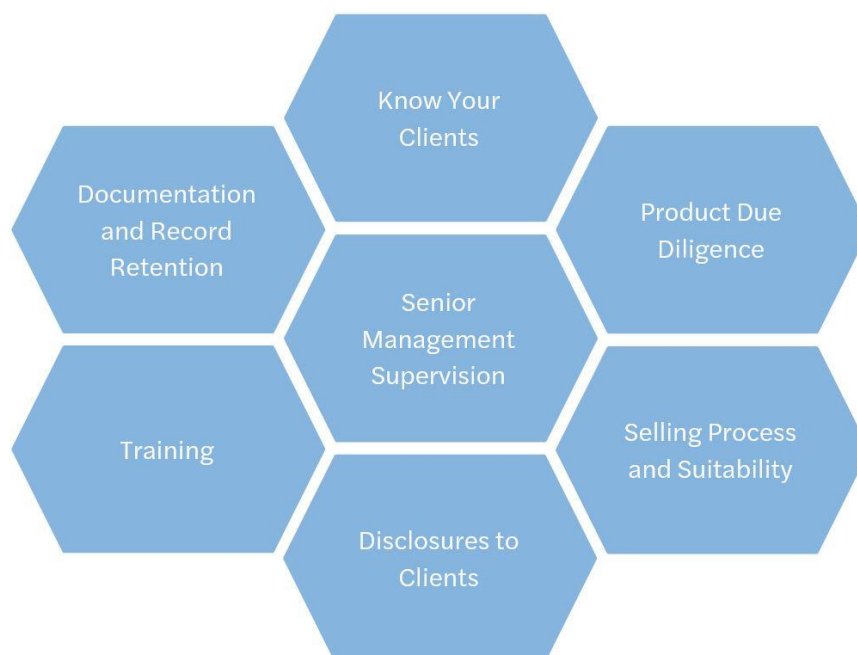 Know Your
Clients
Documentation
and Record
Retention
Product Due
Diligence
Senior
Management
Supervision
Training
Selling Process
and Suitability
Disclosures to
Clients